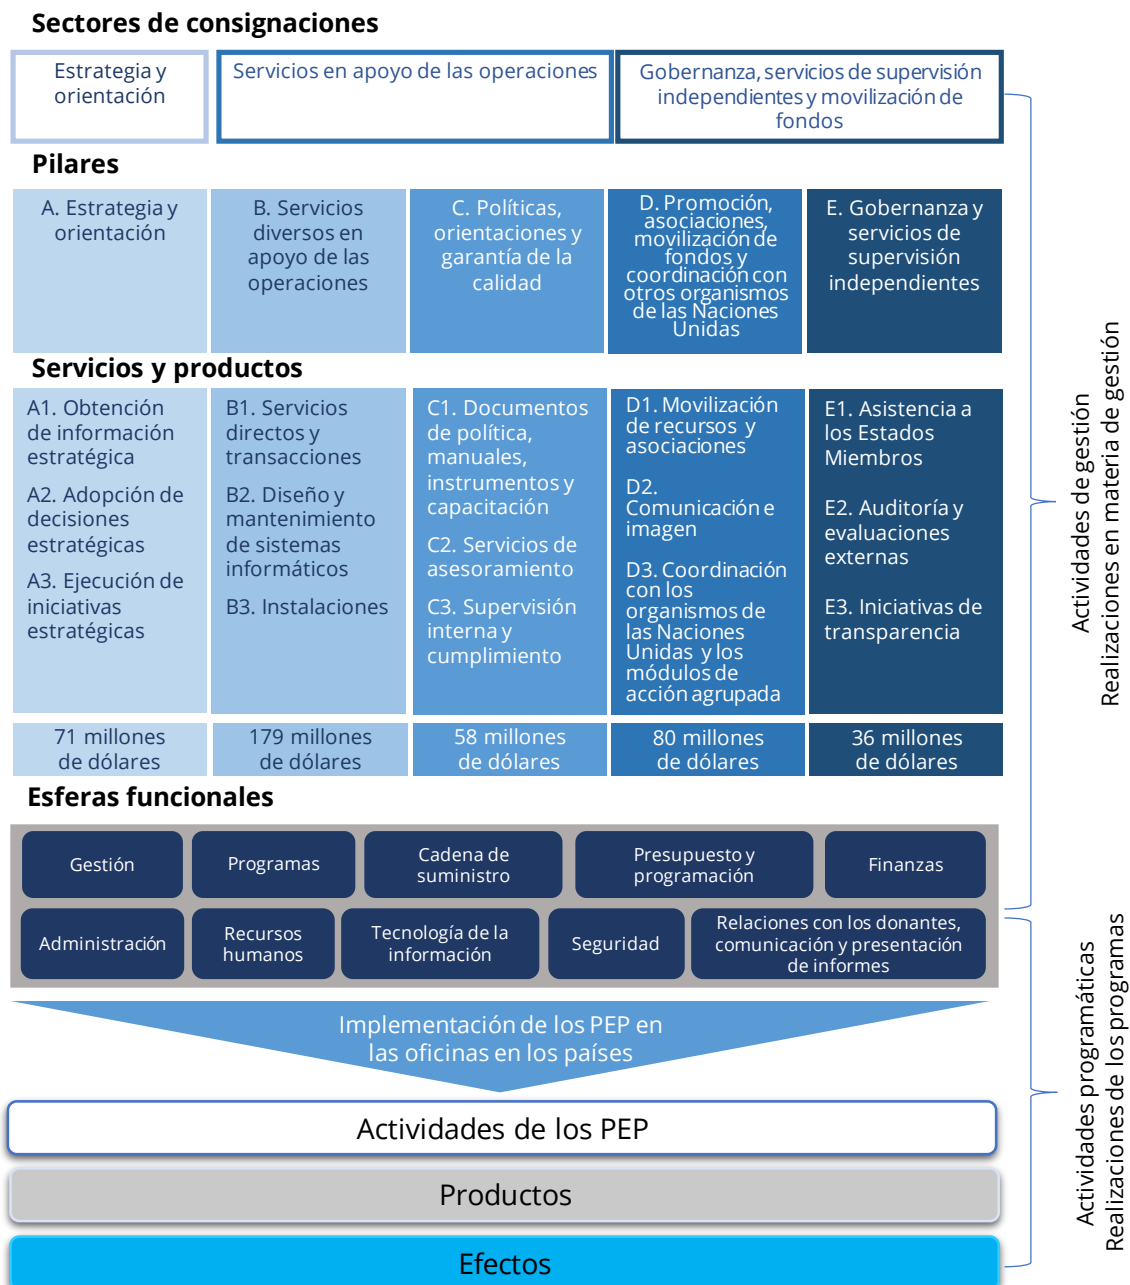 Sectores de consignaciones
Estrategia y
orientación
Servicios en apoyo de las operaciones
Gobernanza, servicios de supervisión
independientes y movilización de
fondos
Pilares
A. Estrategia y
orientación
B. Servicios
diversos en
apoyo de las
operaciones
C. Políticas,
orientaciones y
garantía de la
calidad
D. Promoción,
asociaciones,
movilización de
fondos y
coordinación con
otros organismos
de las Naciones
Unidas
E. Gobernanza y
servicios de
supervisión
independientes
Servicios y productos
A1. Obtención
de información
estratégica
A2. Adopción de
decisiones
estratégicas
A3. Ejecución de
iniciativas
estratégicas
B1. Servicios
directos y
transacciones
B2. Diseño y
mantenimiento
de sistemas
informáticos
B3. Instalaciones
C1. Documentos
de política,
manuales,
instrumentos y
capacitación
C2. Servicios de
asesoramiento
C3. Supervisión
interna y
cumplimiento
D1. Movilización
de recursos y
asociaciones
D2.
Comunicación e
imagen
D3. Coordinación
con los
organismos de
las Naciones
Unidas y los
módulos de
acción agrupada
E1. Asistencia a
los Estados
Miembros
E2. Auditoría y
evaluaciones
externas
E3. Iniciativas de
transparencia
71 millones
de dólares
179 millones
de dólares
58 millones
de dólares
80 millones
de dólares
36 millones
de dólares
Esferas funcionales
Gestión
Programas
Cadena de
suministro
Presupuesto y
programación
Finanzas
Administración
Recursos
humanos
Tecnología de la
información
Seguridad
Relaciones con los donantes,
comunicación y presentación
de informes
Implementación de los PEP en
las oficinas en los países
Actividades de los PEP
Productos
Efectos
Actividades de gestión
Realizaciones en materia de gestión
Actividades programáticas
Realizaciones de los programas